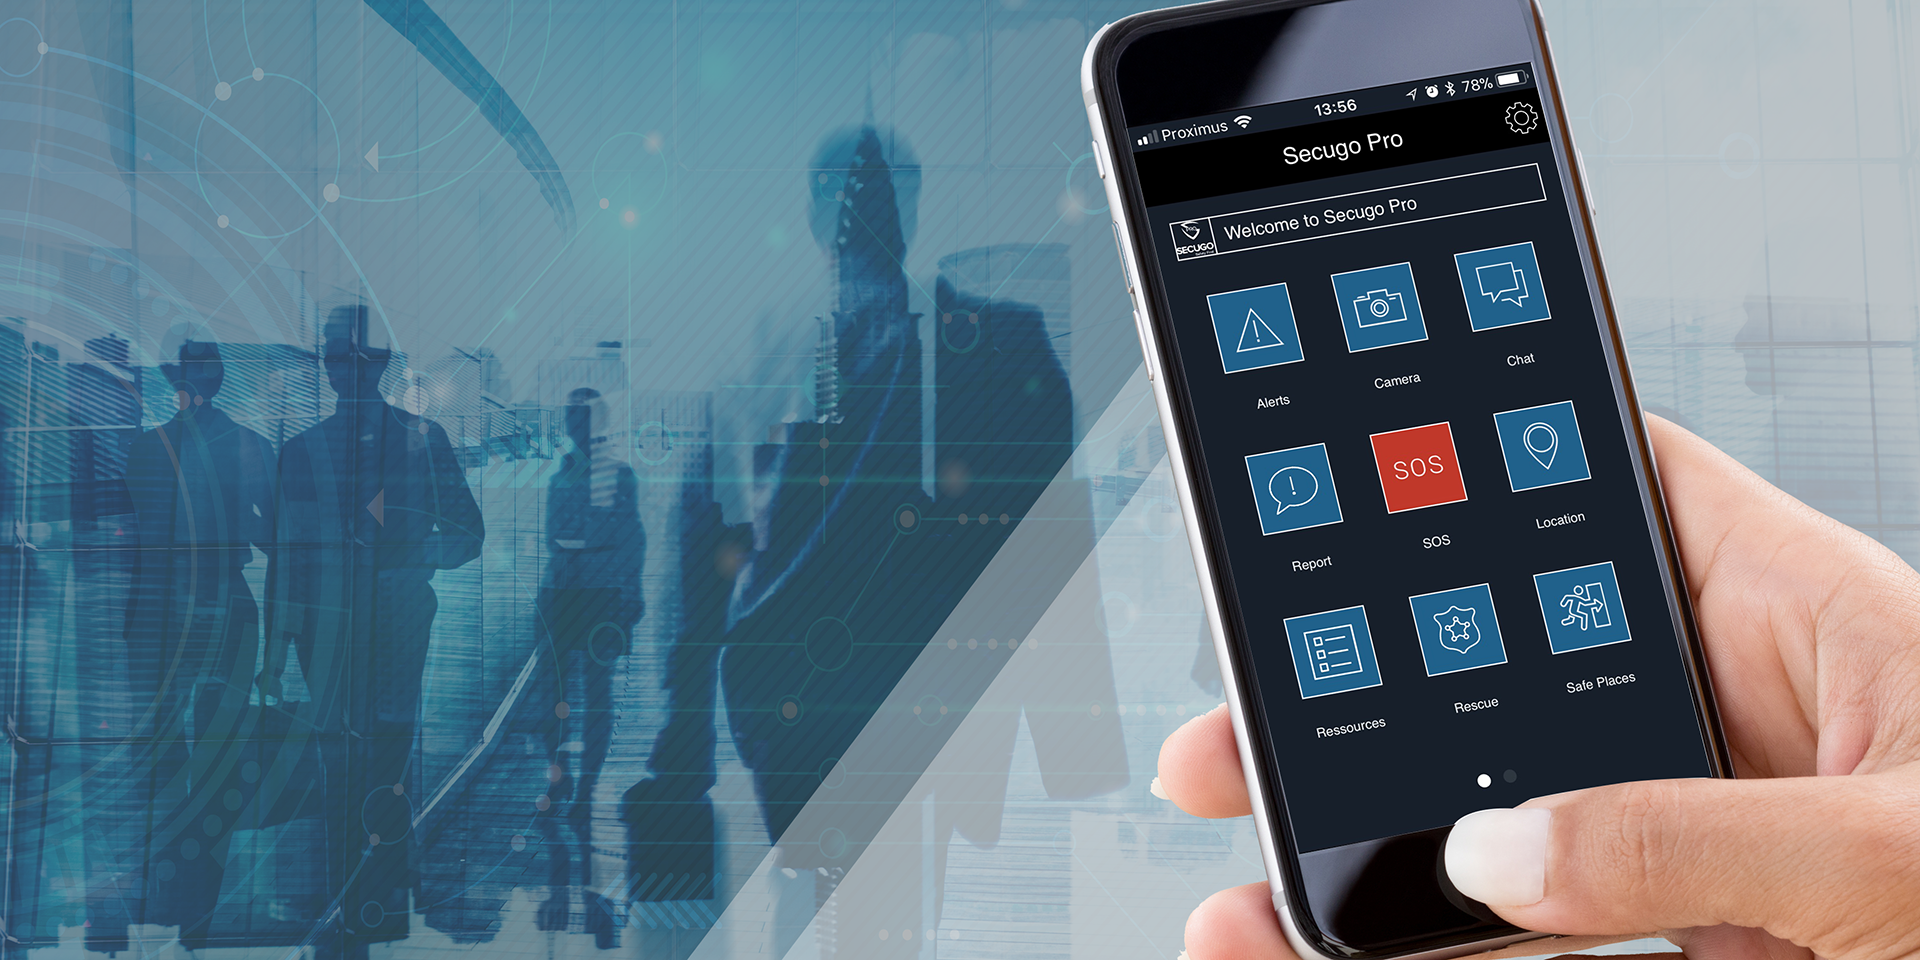 Proximus 13:56 78%
Secugo Pro
SECUGO
Welcome to Secugo Pro
Alerts Camera Chat
SOS
Report SOS Location
Ressources Rescue Safe Places